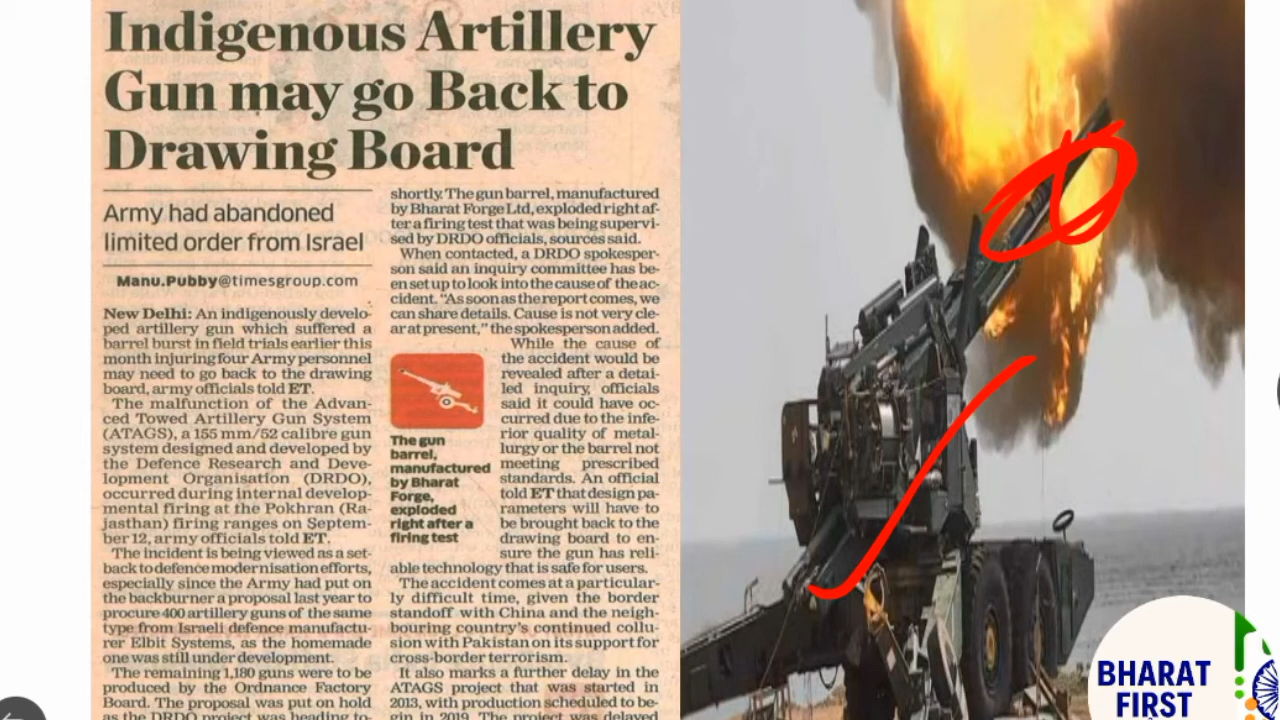 Indigenous Artillery
Gun may go Back to
Drawing Board
Army had abandoned
limited order from Israel
Manu.Pubby@timesgroup.com
New Delhi: An indigenously develo-
ped artillery gun which suffered a
barrel burst in field trials earlier this
month injuring four Army personnel
may need to go back to the drawing
board, army officials told ET.
The malfunction of the Advan-
ced Towed Artillery Gun System
(ATAGS), a 155 mm/52 calibre gun
system designed and developed by
the Defence Research and Deve-
lopment Organisation (DRDO),
occurred during internal develop-
mental firing at the Pokhran (Ra-
jasthan) firing ranges on Septem-
ber 12, army officials told ET.
The incident is being viewed as a set-
back to defence modernisation efforts,
especially since the Army had put on
the backburner a proposal last year to
procure 400 artillery guns of the same
type from Israeli defence manufactu-
rer Elbit Systems, as the homemade
one was still under development.
The remaining 1,180 guns were to be
produced by the Ordnance Factory
Board. The proposal was put on hold
as the DRDO project was heading to-
shortly. The gun barrel, manufactured
by Bharat Forge Ltd, exploded right af-
ter a firing test that was being supervi-
sed by DRDO officials, sources said.
When contacted, a DRDO spokesper-
son said an inquiry committee has be-
en set up to look into the cause of the ac-
cident. “As soon as the report comes, we
can share details. Cause is not very cle-
ar at present,” the spokesperson added.
While the cause of
the accident would be
revealed after a detai-
led inquiry, officials
said it could have oc-
curred due to the infe-
rior quality of metal-
lurgy or the barrel not
meeting prescribed
standards. An official
told ET that design pa-
rameters will have to
be brought back to the
drawing board to en-
sure the gun has reli-
able technology that is safe for users.
The accident comes at a particular-
ly difficult time, given the border
standoff with China and the neigh-
bouring country's continued collu-
sion with Pakistan on its support for
cross-border terrorism.
It also marks a further delay in the
ATAGS project that was started in
2013, with production scheduled to be-
gin in 2019. The project was delayed
The gun
barrel,
manufactured
by Bharat
Forge,
exploded
right after a
firing test
BHARAT
FIRST